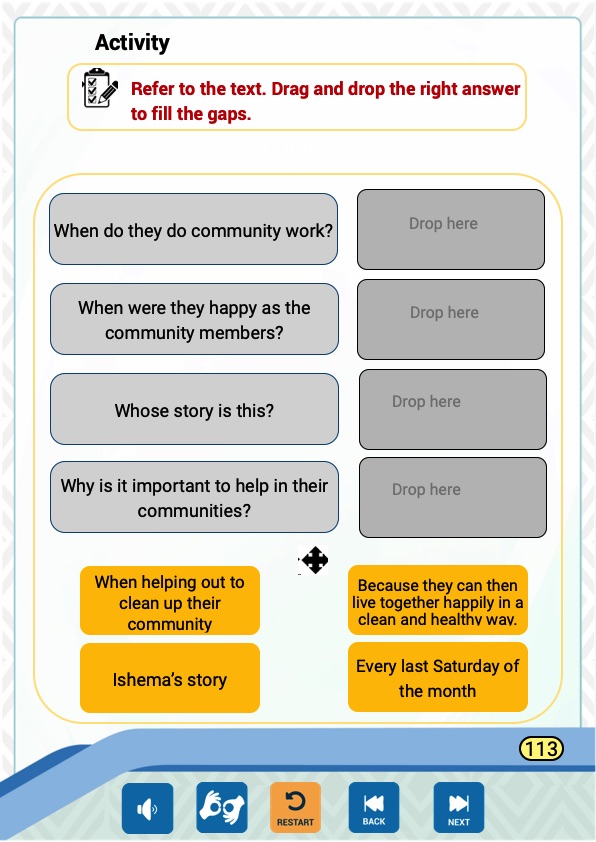 Activity
Refer to the text. Drag and drop the right answer
to fill the gaps.
When do they do community work?
Drop here
When were they happy as the
community members?
Drop here
Whose story is this?
Drop here
Why is it important to help in their
communities?
Drop here
When helping out to
clean up their
community
Because they can then
live together happily in a
clean and healthy way.
Ishema's story
Every last Saturday of
the month
113
RESTART
BACK
NEXT